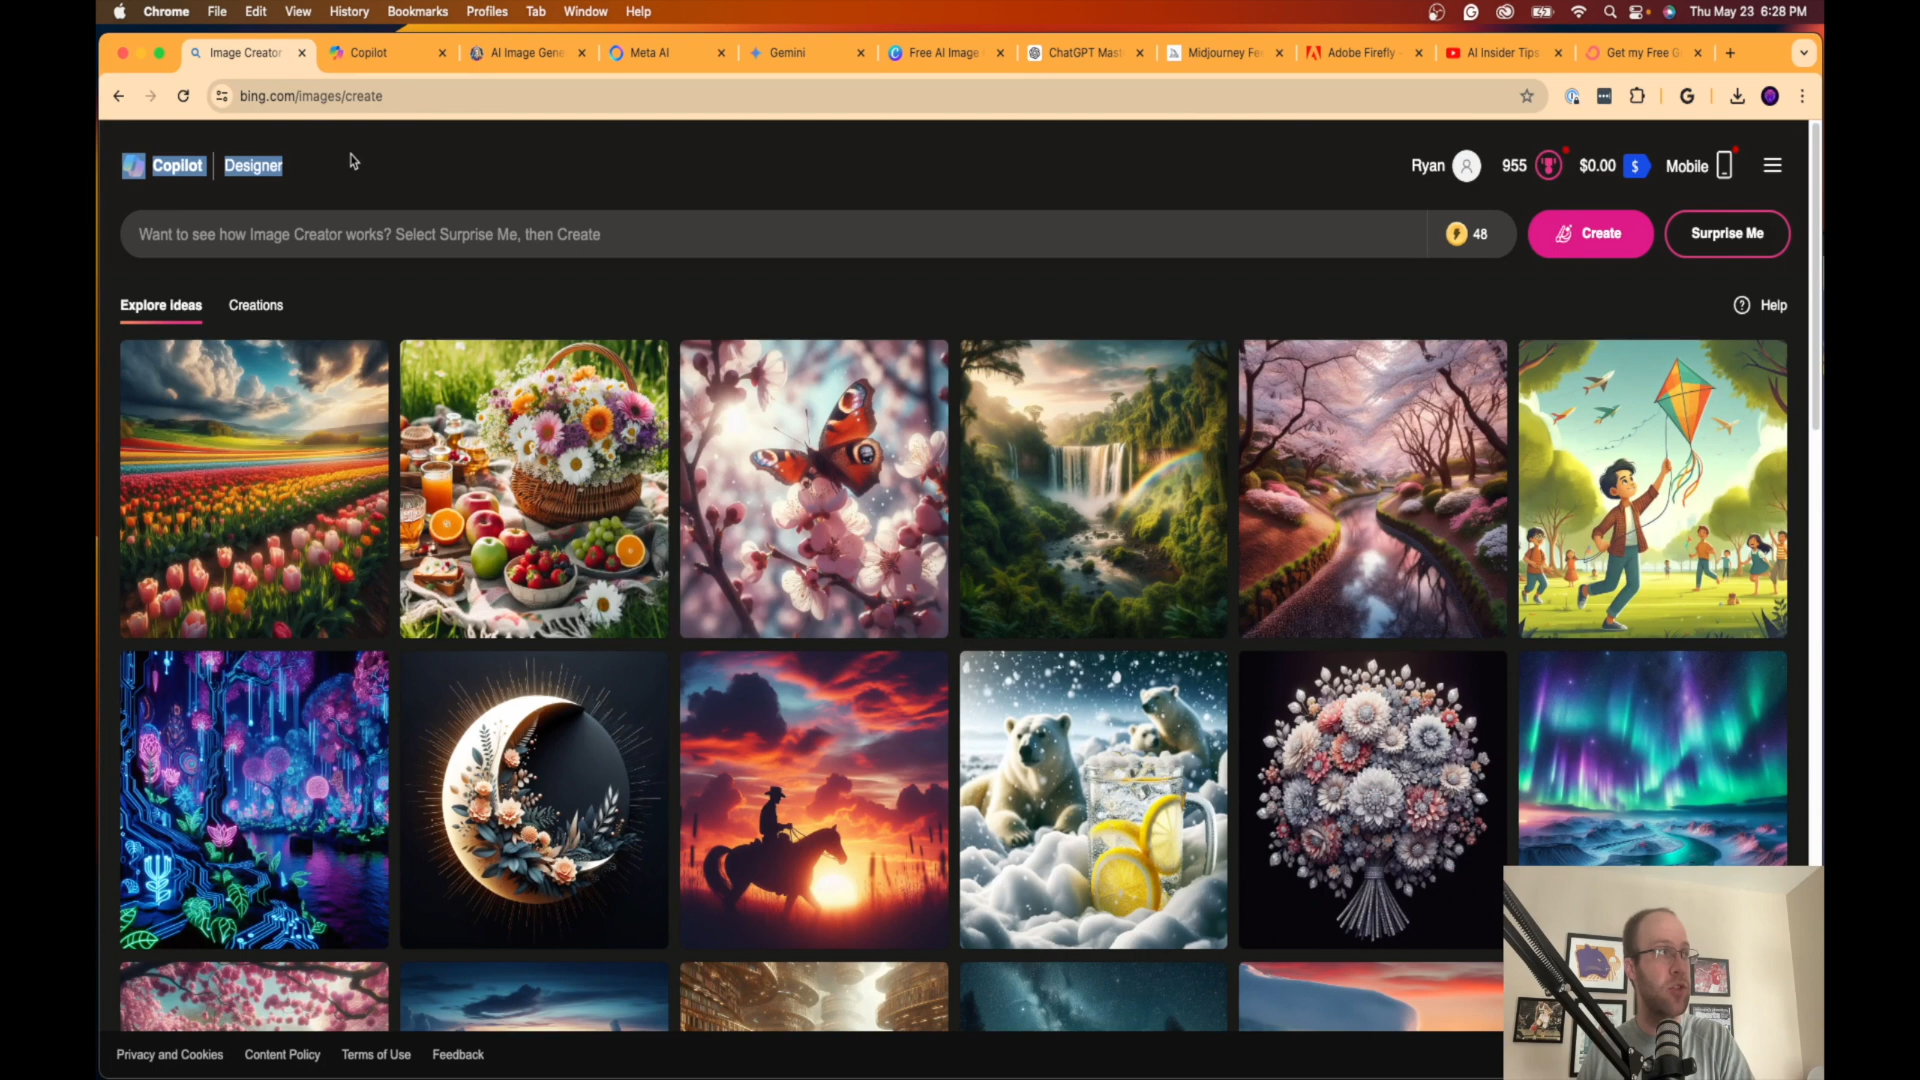 Chrome File Edit View History Bookmarks Profiles Tab Window Help Thu May 23 6:28 PM
Image Creator Copilot AI Image Gene Meta AI Gemini Free AI Image ChatGPT Mast Midjourney Fe Adobe Firefly - AI Insider Tips Get my Free G
bing.com/images/create
Copilot | Designer Ryan 955 $0.00 $ Mobile
Want to see how Image Creator works? Select Surprise Me, then Create 48 Create Surprise Me
Explore ideas Creations Help
Privacy and Cookies Content Policy Terms of Use Feedback